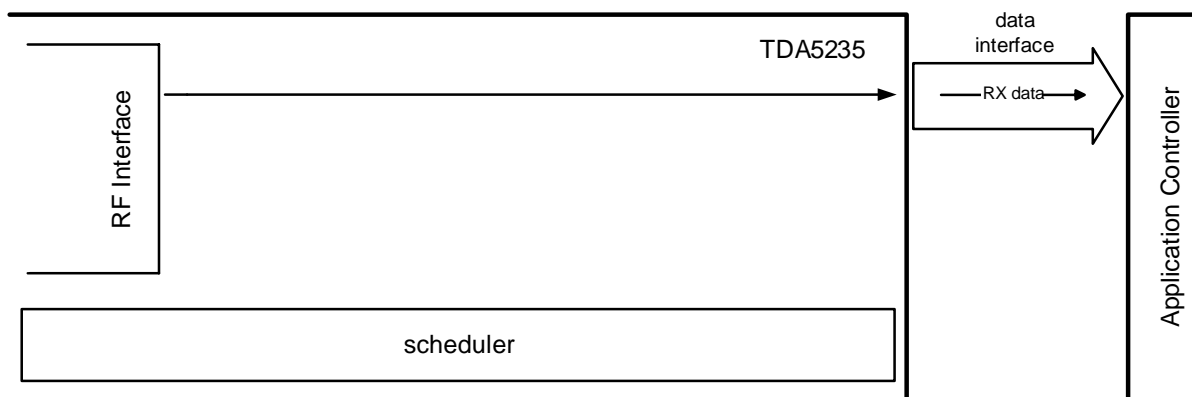 data
interface
TDA5235
RX data
RF Interface
Application Controller
scheduler